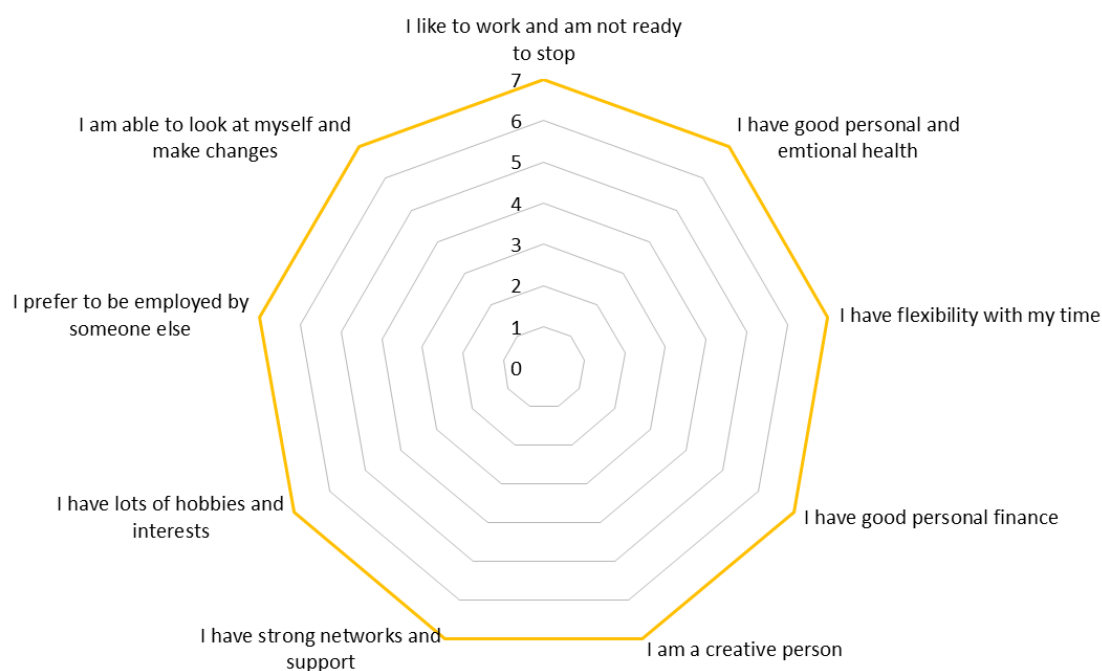 I like to work and am not ready
to stop
7
6
5
4
3
2
1
0
I have good personal and
emtional health
I have flexibility with my time
I have good personal finance
I am a creative person
I have strong networks and
support
I have lots of hobbies and
interests
I prefer to be employed by
someone else
I am able to look at myself and
make changes